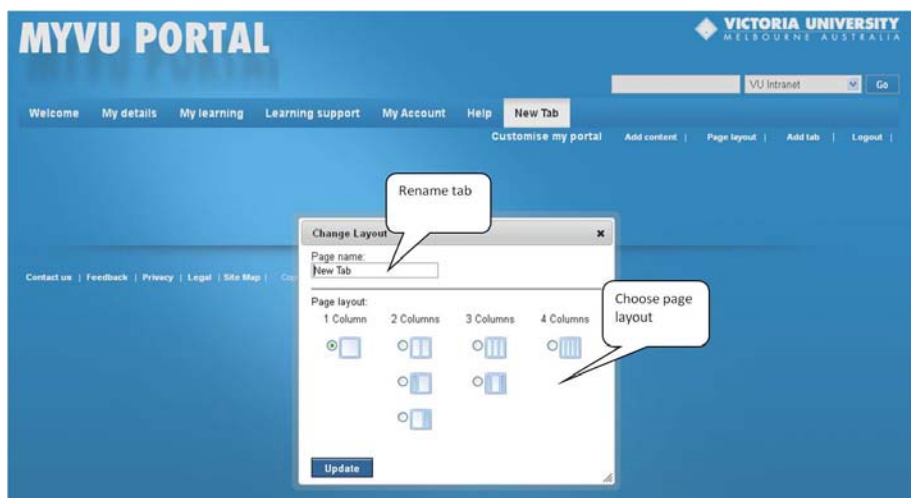 MYVU PORTAL
VICTORIA UNIVERSITY
MELBOURNE AUSTRALIA
VU Intranet Go
Welcome My details My learning Learning support My Account Help New Tab
Customise my portal Add content | Page layout | Add tab | Logout |
Rename tab
Change Layout
Page name:
New Tab
Contact us | Feedback | Privacy | Legal | Site Map |
Choose page
layout
Page layout:
1 Column 2 Columns 3 Columns 4 Columns
Update